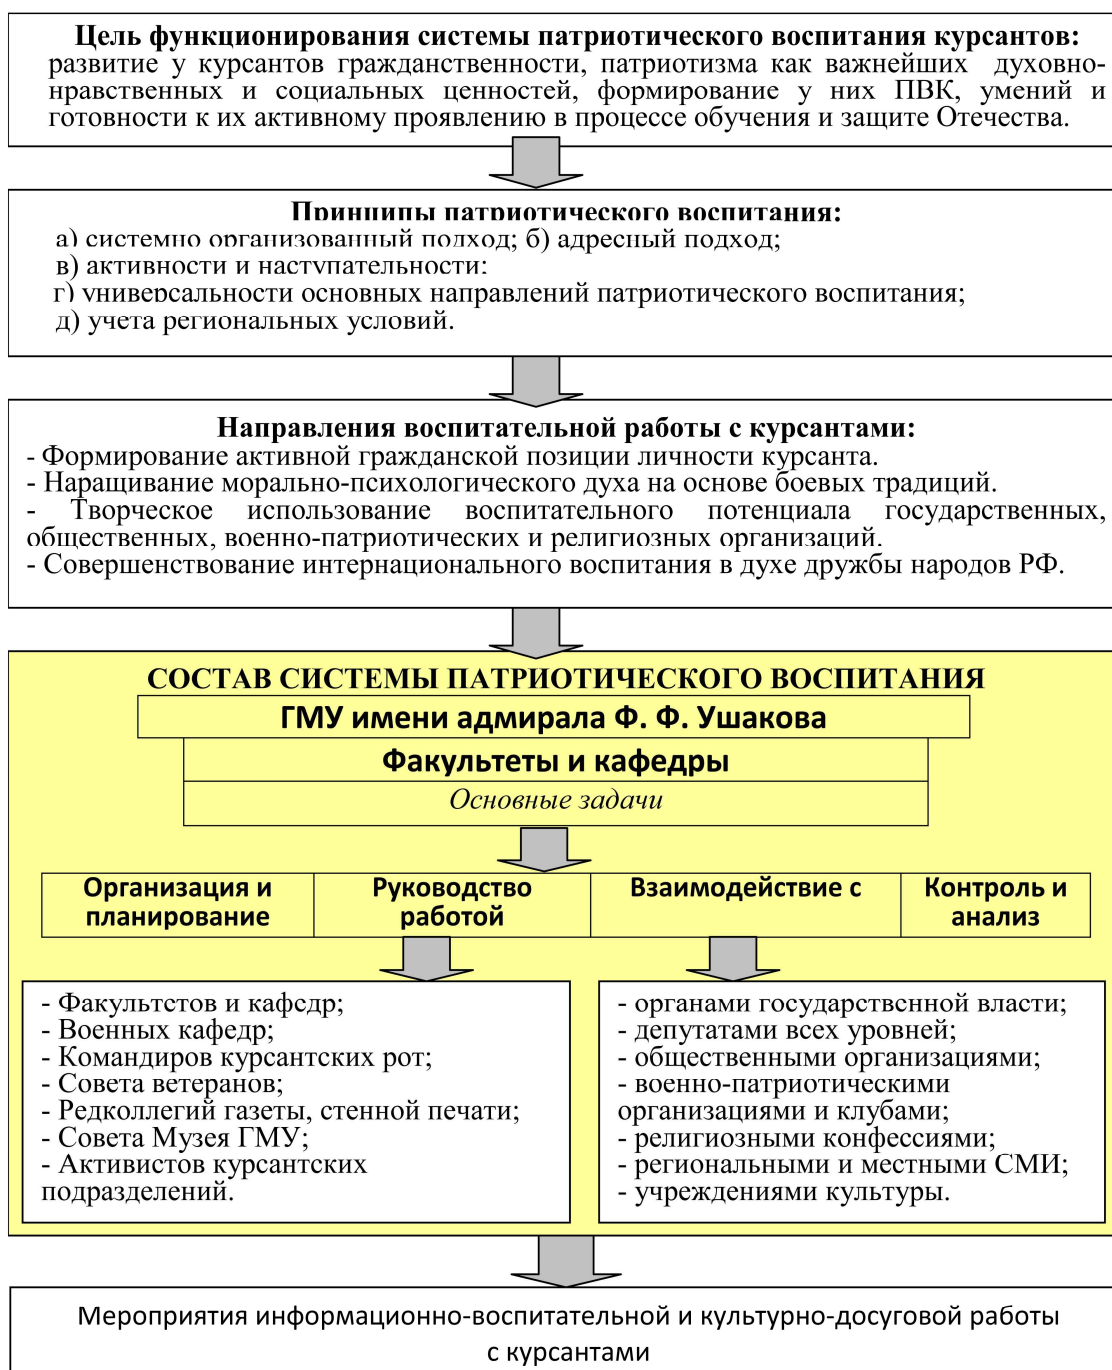 Цель функционирования системы патриотического воспитания курсантов:
развитие у курсантов гражданственности, патриотизма как важнейших духовно-
нравственных и социальных ценностей, формирование у них ПВК, умений и
готовности к их активному проявлению в процессе обучения и защите Отечества.
Принципы патриотического воспитания:
а) системно организованный подход; б) адресный подход;
в) активности и наступательности;
г) универсальности основных направлений патриотического воспитания;
д) учета региональных условий.
Направления воспитательной работы с курсантами:
- Формирование активной гражданской позиции личности курсанта.
- Наращивание морально-психологического духа на основе боевых традиций.
- Творческое использование воспитательного потенциала государственных,
общественных, военно-патриотических и религиозных организаций.
- Совершенствование интернационального воспитания в духе дружбы народов РФ.
СОСТАВ СИСТЕМЫ ПАТРИОТИЧЕСКОГО ВОСПИТАНИЯ
ГМУ имени адмирала Ф. Ф. Ушакова
Факультеты и кафедры
Основные задачи
Организация и
планирование
Руководство
работой
Взаимодействие с
Контроль и
анализ
- Факультетов и кафедр;
- Военных кафедр;
- Командиров курсантских рот;
- Совета ветеранов;
- Редколлегий газеты, стенной печати;
- Совета Музея ГМУ;
- Активистов курсантских
подразделений.
- органами государственной власти;
- депутатами всех уровней;
- общественными организациями;
- военно-патриотическими
организациями и клубами;
- религиозными конфессиями;
- региональными и местными СМИ;
- учреждениями культуры.
Мероприятия информационно-воспитательной и культурно-досуговой работы
с курсантами